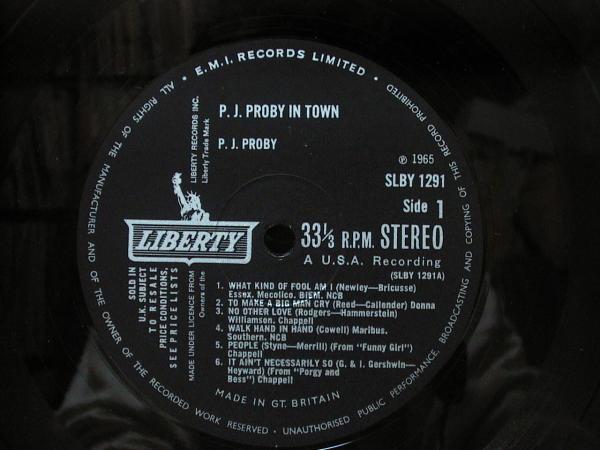 • E.M.I. RECORDS LIMITED •
ALL RIGHTS OF THE MANUFACTURER AND OF THE OWNER OF THE RECORDED WORK RESERVED • UNAUTHORISED PUBLIC PERFORMANCE, BROADCASTING AND COPYING OF THIS RECORD PROHIBITED
P. J. PROBY IN TOWN
P. J. PROBY
LIBERTY RECORDS INC.
Liberty Trade Mark
℗ 1965
SLBY 1291
Side 1
LIBERTY
33⅓ R.P.M. STEREO
A U.S.A. Recording
(SLBY 1291A)
SOLD IN
U.K. SUBJECT
TO RESALE
PRICE CONDITIONS,
SEE PRICE LISTS
MADE UNDER LICENCE FROM
Owners of the
1. WHAT KIND OF FOOL AM I (Newley—Bricusse)
Essex. Mecolico. BIEM. NCB
2. TO MAKE A BIG MAN CRY (Reed—Callender) Donna
3. NO OTHER LOVE (Rodgers—Hammerstein)
Williamson. Chappell
4. WALK HAND IN HAND (Cowell) Maribus.
Southern. NCB
5. PEOPLE (Styne—Merrill) (From "Funny Girl")
Chappell
6. IT AIN'T NECESSARILY SO (G. & I. Gershwin—
Heyward) (From "Porgy and
Bess") Chappell
MADE IN GT. BRITAIN